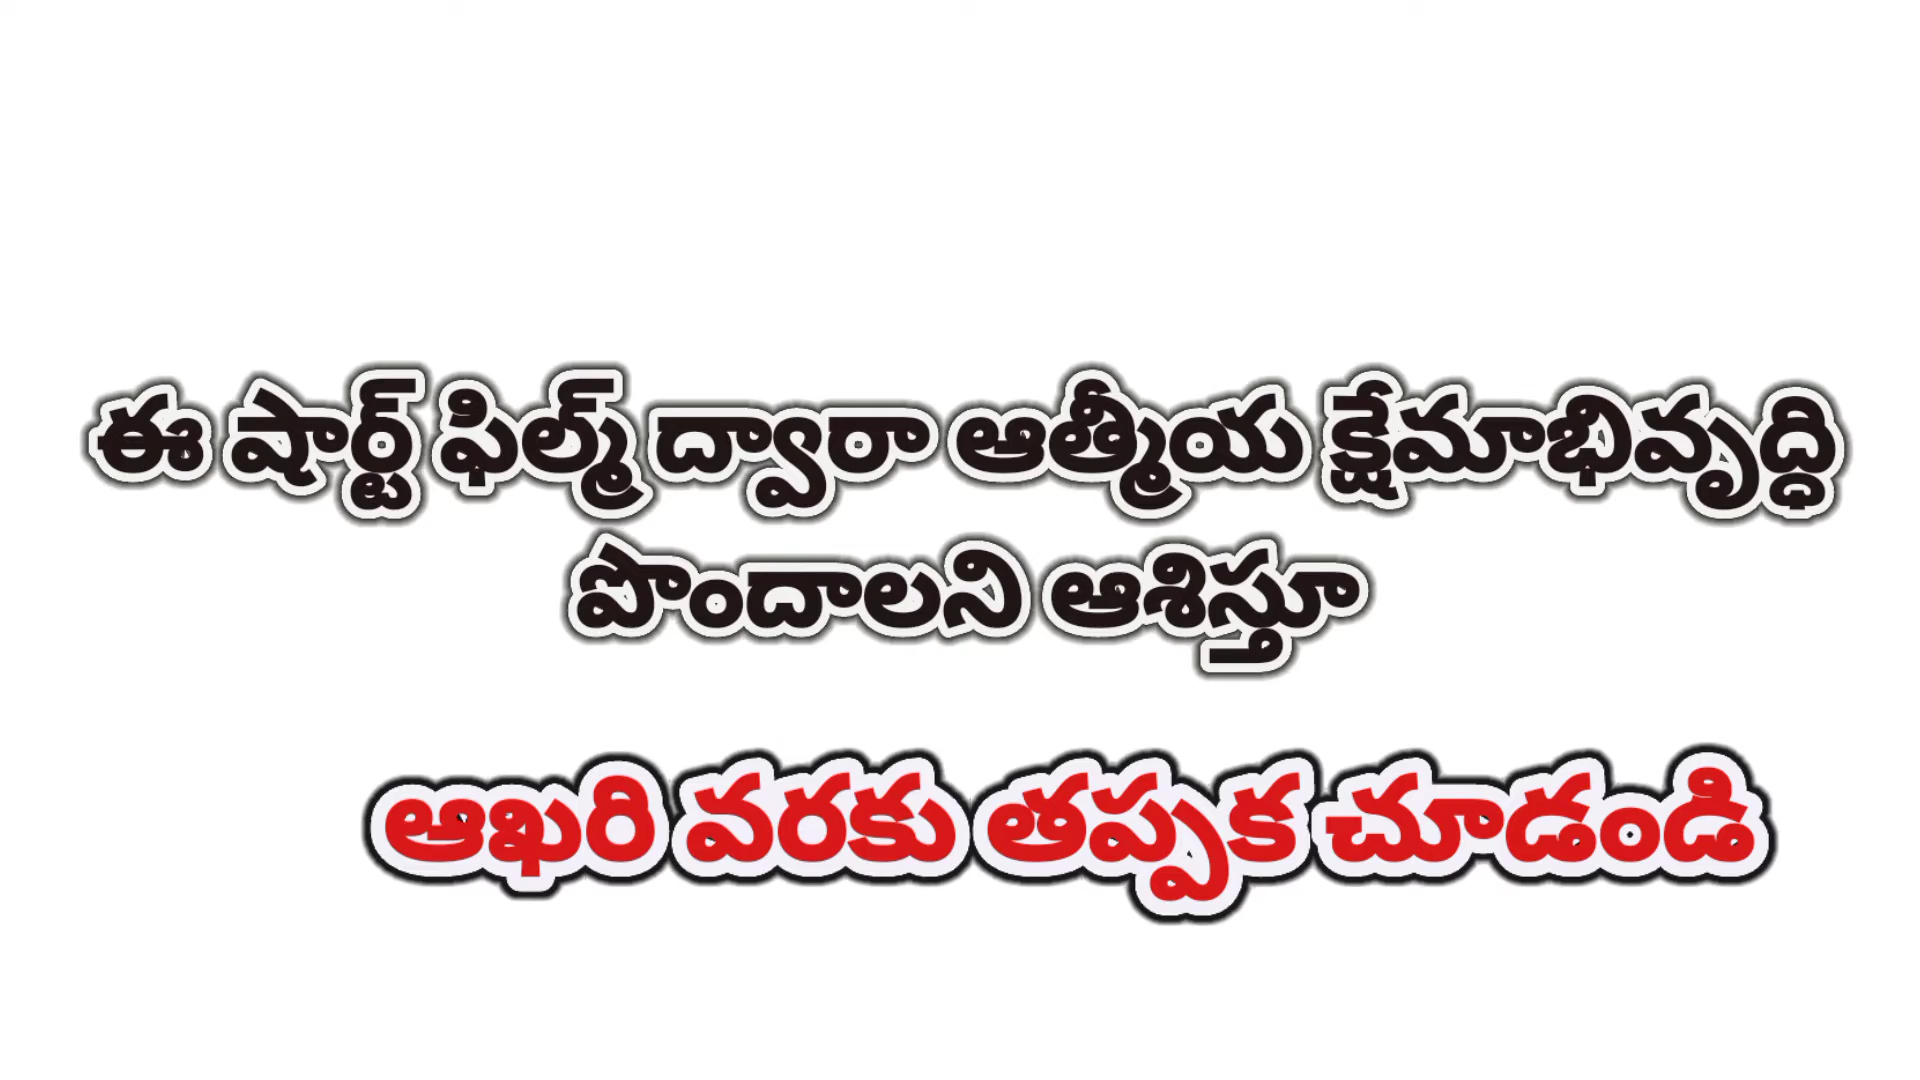 ఈ షార్ట్ ఫిల్మ్ ద్వారా ఆత్మీయ క్షేమాభివృద్ధి
పొందాలని ఆశిస్తూ
ఆఖరి వరకు తప్పక చూడండి